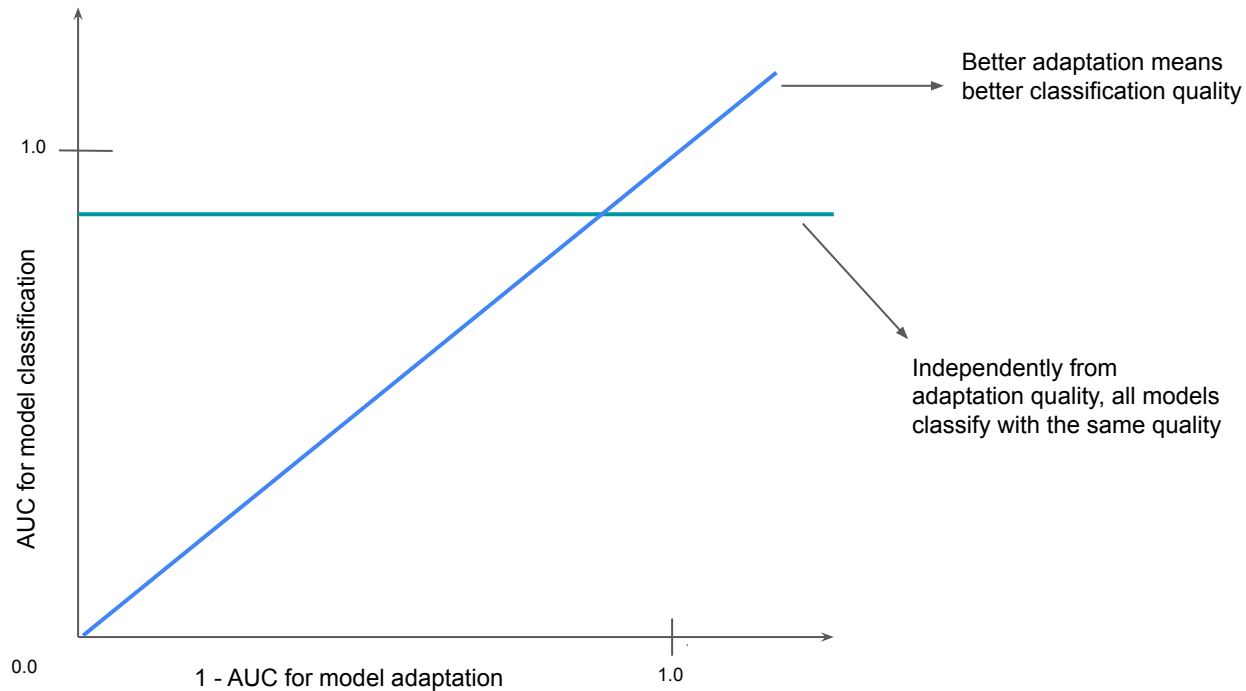 Better adaptation means
better classification quality
1.0
AUC for model classification
Independently from
adaptation quality, all models
classify with the same quality
0.0
1 - AUC for model adaptation
1.0